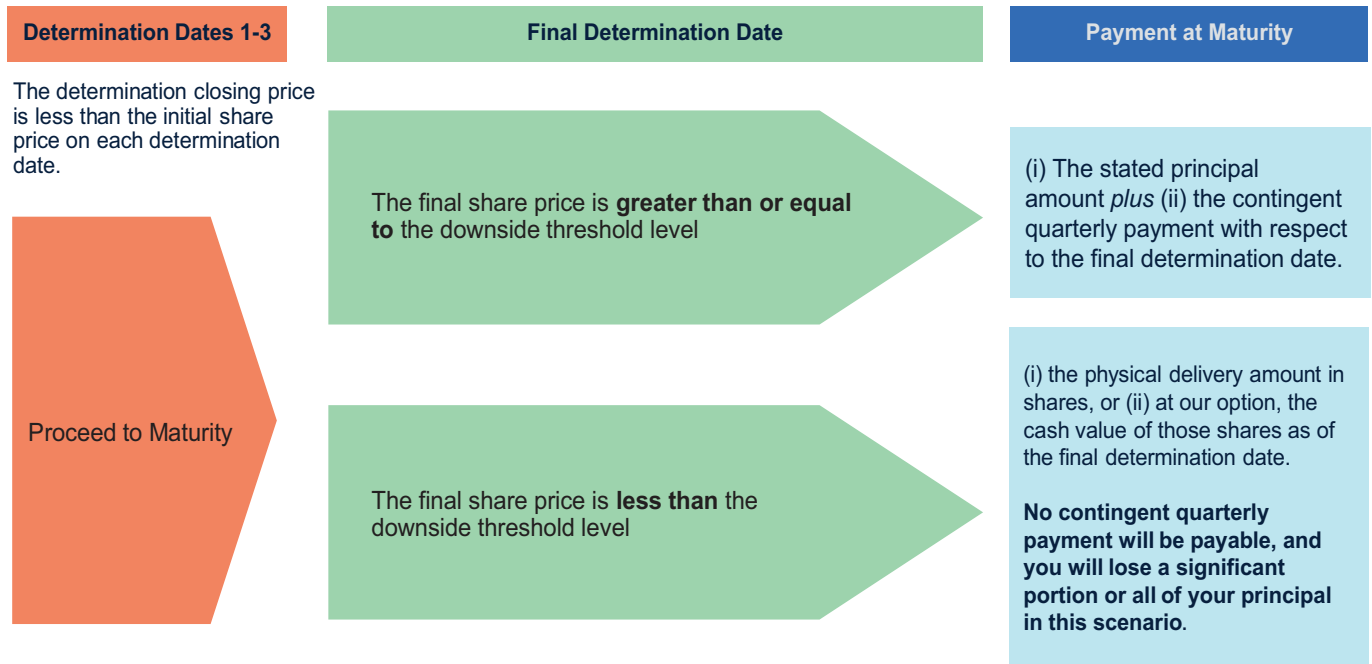 Determination Dates 1-3
Final Determination Date
Payment at Maturity
The determination closing price
is less than the initial share
price on each determination
date.
Proceed to Maturity
The final share price is greater than or equal
to the downside threshold level
(i) The stated principal
amount plus (ii) the contingent
quarterly payment with respect
to the final determination date.
The final share price is less than the
downside threshold level
(i) the physical delivery amount in
shares, or (ii) at our option, the
cash value of those shares as of
the final determination date.
No contingent quarterly
payment will be payable, and
you will lose a significant
portion or all of your principal
in this scenario.